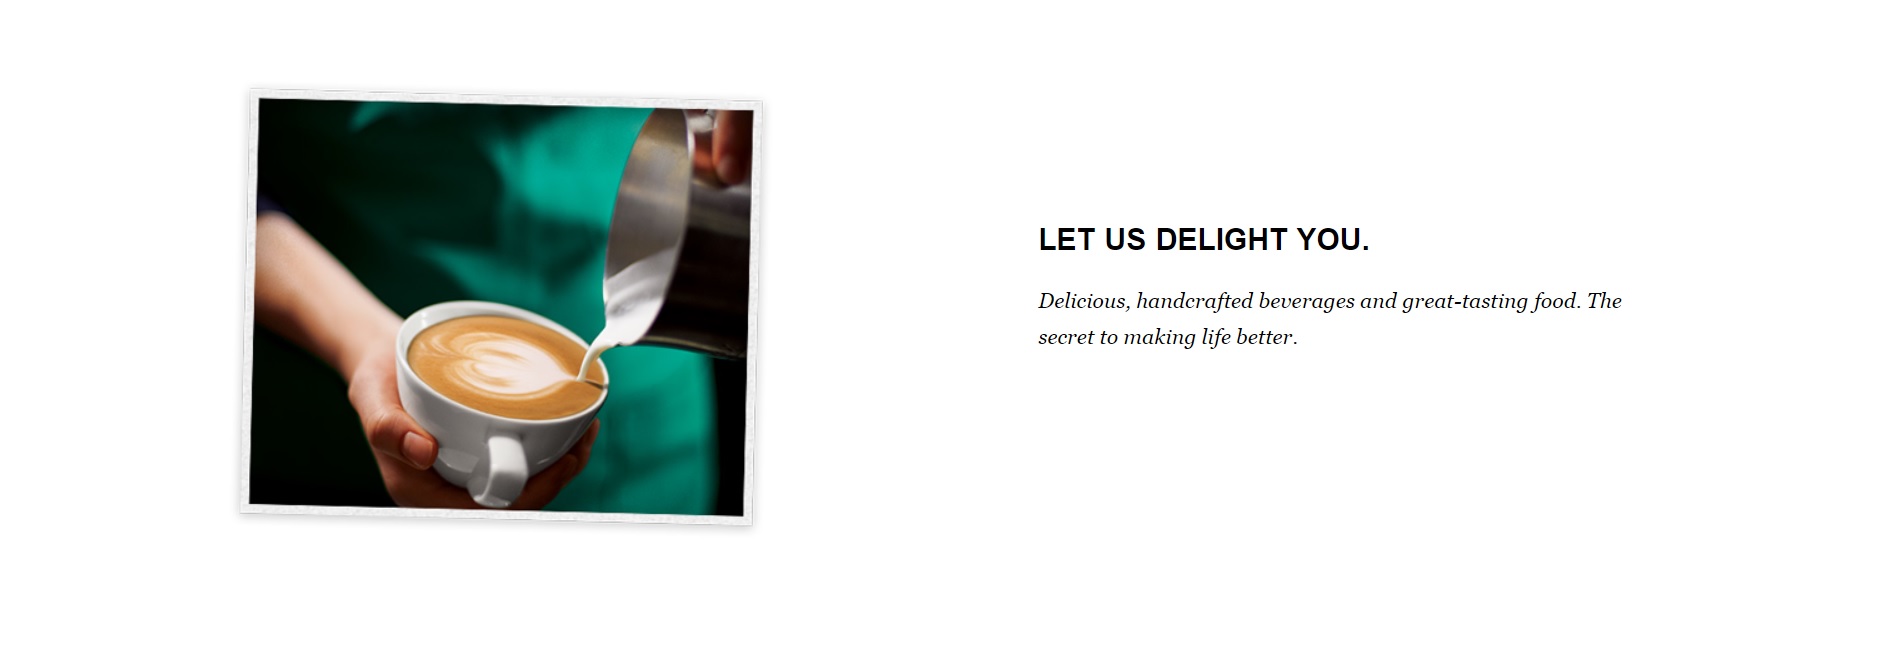 LET US DELIGHT YOU.
Delicious, handcrafted beverages and great-tasting food. The
secret to making life better.